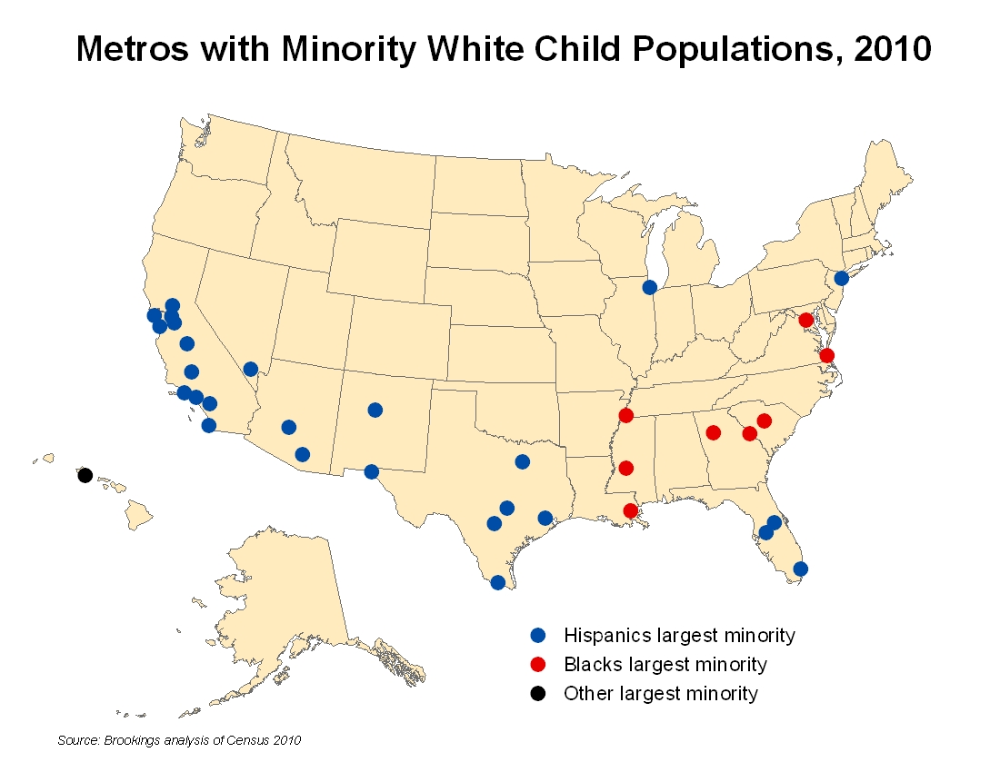 Metros with Minority White Child Populations, 2010
Hispanics largest minority
Blacks largest minority
Other largest minority
Source: Brookings analysis of Census 2010